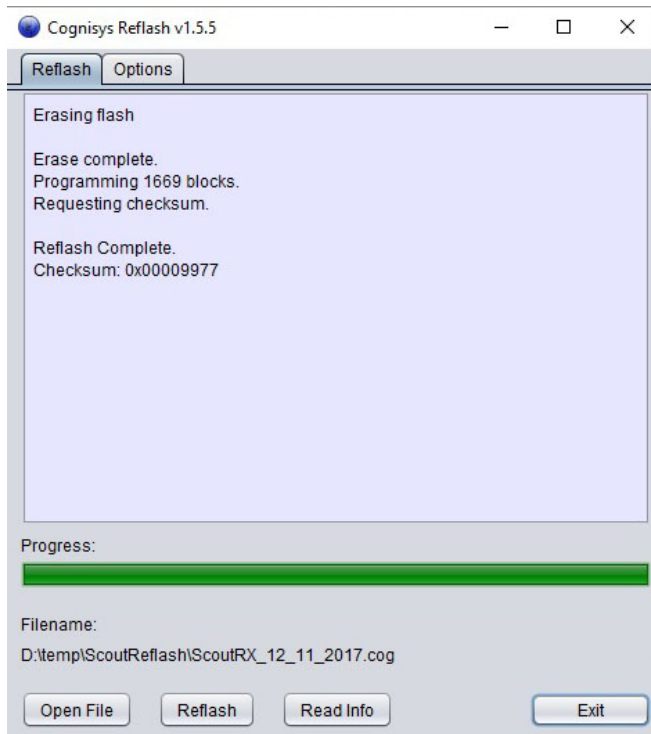 Cognisys Reflash v1.5.5
Reflash Options
Erasing flash
Erase complete.
Programming 1669 blocks.
Requesting checksum.
Reflash Complete.
Checksum: 0x00009977
Progress:
Filename:
D:\temp\ScoutReflash\ScoutRX_12_11_2017.cog
Open File Reflash Read Info Exit